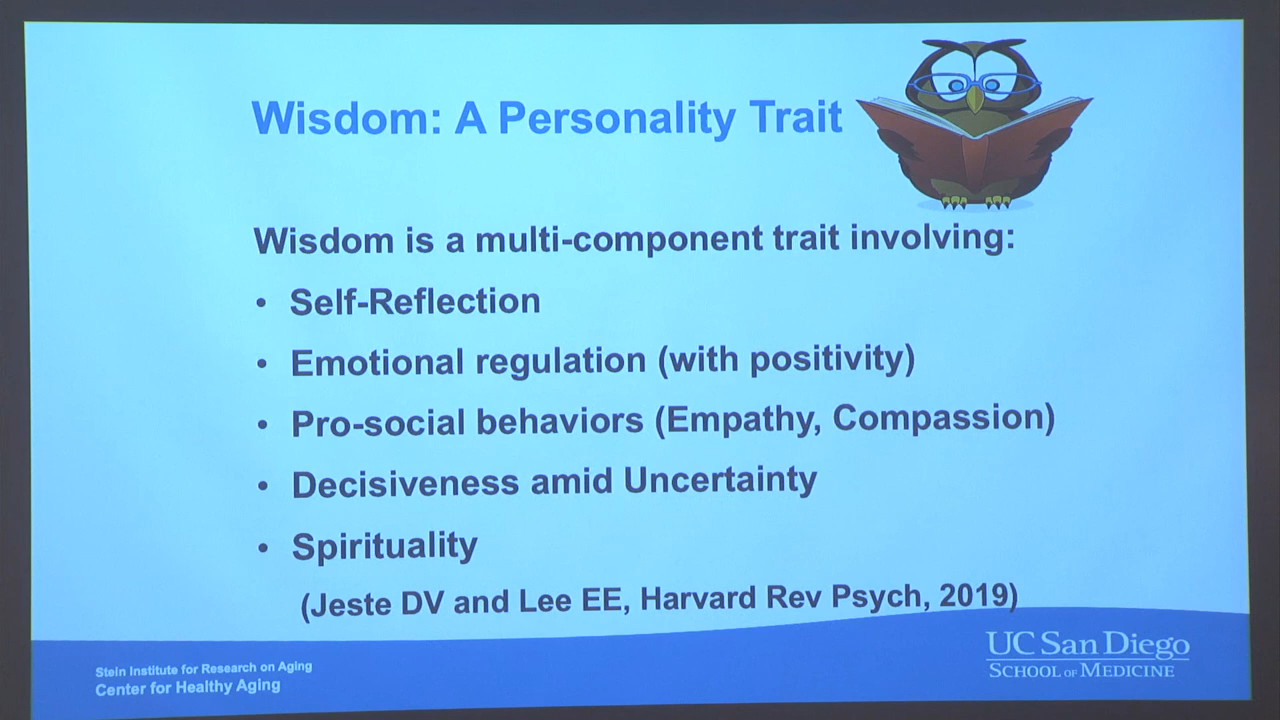 Wisdom: A Personality Trait
Wisdom is a multi-component trait involving:
• Self-Reflection
• Emotional regulation (with positivity)
• Pro-social behaviors (Empathy, Compassion)
• Decisiveness amid Uncertainty
• Spirituality
(Jeste DV and Lee EE, Harvard Rev Psych, 2019)
Stein Institute for Research on Aging
Center for Healthy Aging
UC San Diego
SCHOOL OF MEDICINE